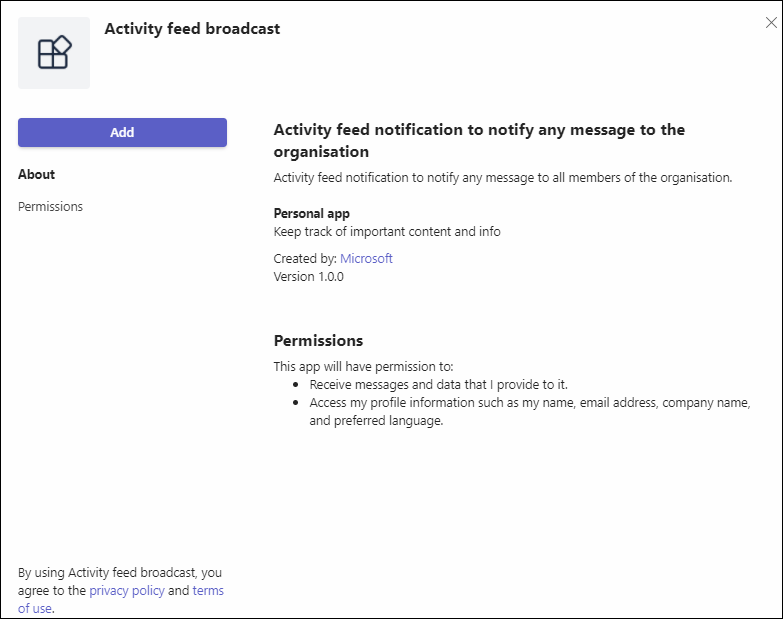 Activity feed broadcast
Add
About
Permissions
Activity feed notification to notify any message to the
organisation
Activity feed notification to notify any message to all members of the organisation.
Personal app
Keep track of important content and info
Created by: Microsoft
Version 1.0.0
Permissions
This app will have permission to:
• Receive messages and data that I provide to it.
• Access my profile information such as my name, email address, company name,
and preferred language.
By using Activity feed broadcast, you
agree to the privacy policy and terms
of use.